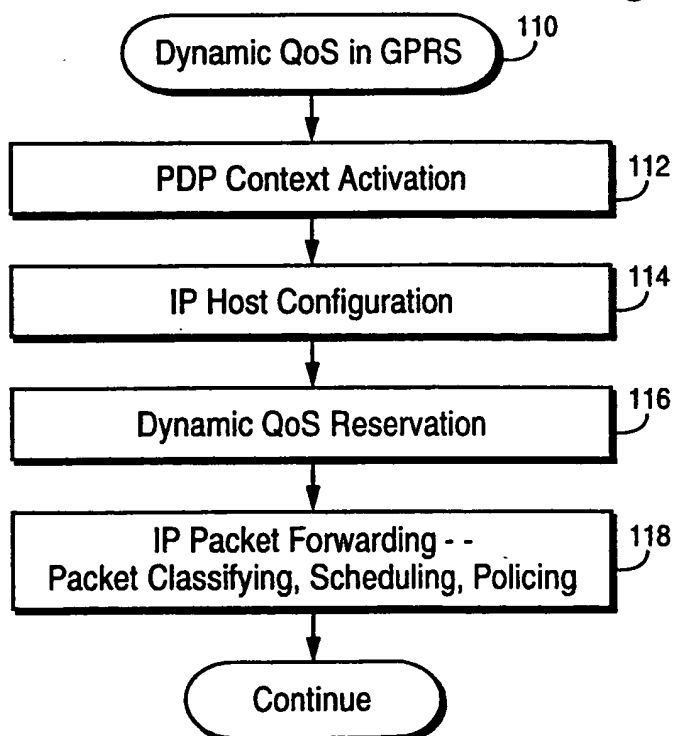 Dynamic QoS in GPRS
110
PDP Context Activation
112
IP Host Configuration
114
Dynamic QoS Reservation
116
IP Packet Forwarding - -
Packet Classifying, Scheduling, Policing
118
Continue